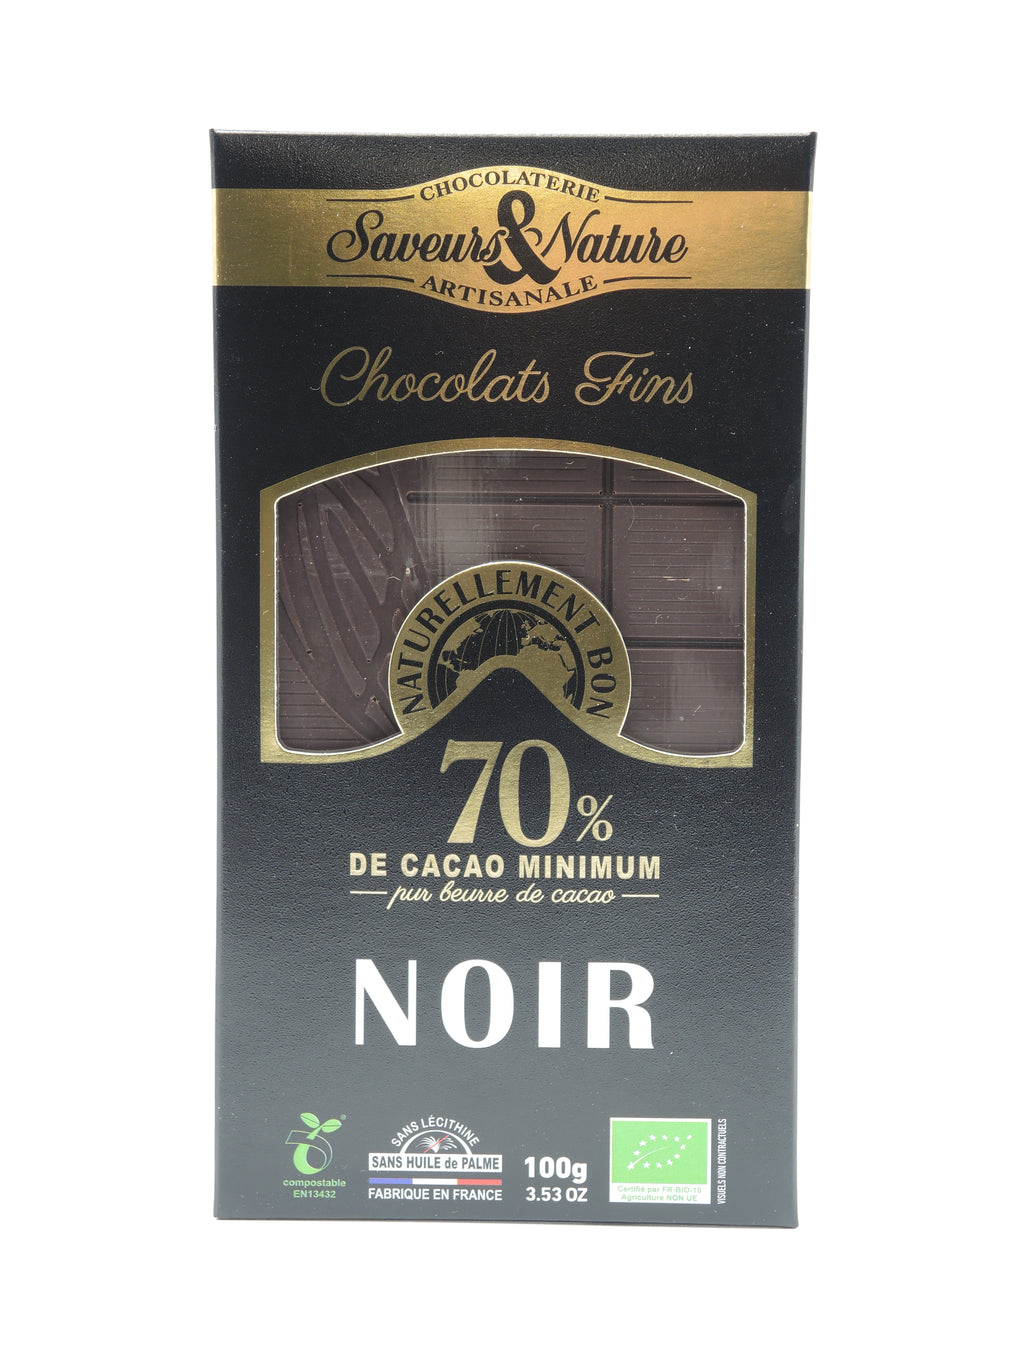 CHOCOLATERIE
Saveurs & Nature
ARTISANALE
Chocolats Fins
NATURELLEMENT BON
70%
DE CACAO MINIMUM
pur beurre de cacao
NOIR
®
compostable
EN13432
SANS LÉCITHINE
SANS HUILE de PALME
FABRIQUE EN FRANCE
100g
3.53 OZ
Certifié par FR-BIO-10
Agriculture NON UE
VISUELS NON CONTRACTUELS